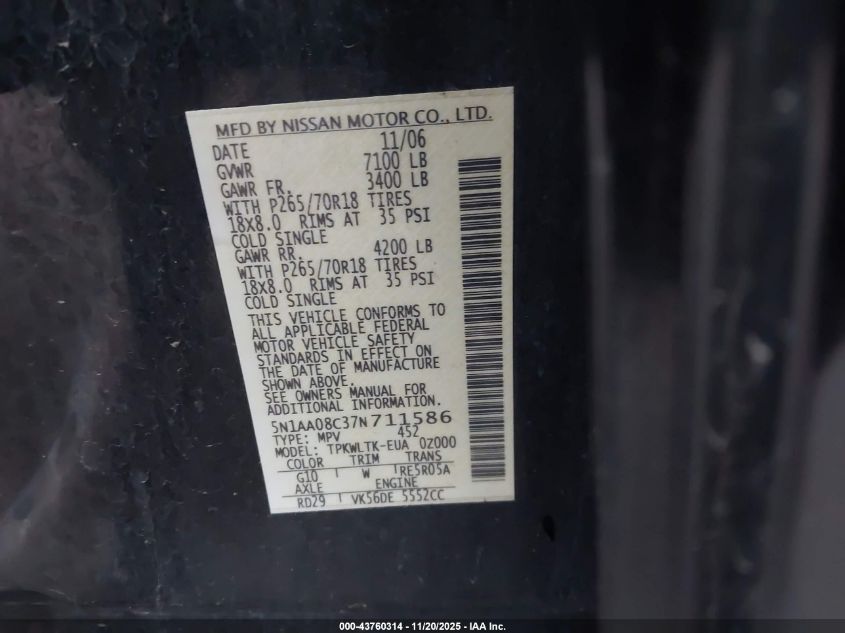 MFD BY NISSAN MOTOR CO., LTD.
DATE 11/06
GVWR 7100 LB
GAWR FR. 3400 LB
WITH P265/70R18 TIRES
18X8.0 RIMS AT 35 PSI
COLD SINGLE
GAWR RR. 4200 LB
WITH P265/70R18 TIRES
18X8.0 RIMS AT 35 PSI
COLD SINGLE
THIS VEHICLE CONFORMS TO
ALL APPLICABLE FEDERAL
MOTOR VEHICLE SAFETY
STANDARDS IN EFFECT ON
THE DATE OF MANUFACTURE
SHOWN ABOVE.
SEE OWNERS MANUAL FOR
ADDITIONAL INFORMATION.
5N1AA08C37N711586
TYPE: MPV 452
MODEL: TPKWLTK-EUA 0Z000
COLOR TRIM TRANS
G10 W RE5R05A
AXLE ENGINE
RD29 VK56DE 5552CC
000-43760314 - 11/20/2025 - IAA Inc.